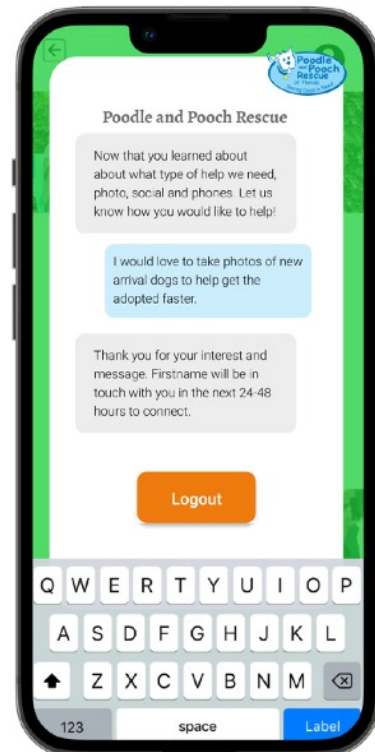 Poodle
and Pooch
Rescue
of Florida
Saving Dogs in Need
Poodle and Pooch Rescue
Now that you learned about
about what type of help we need,
photo, social and phones. Let us
know how you would like to help!
I would love to take photos of new
arrival dogs to help get the
adopted faster.
Thank you for your interest and
message. Firstname will be in
touch with you in the next 24-48
hours to connect.
Logout
Q W E R T Y U I O P
A S D F G H J K L
Z X C V B N M
123 space Label